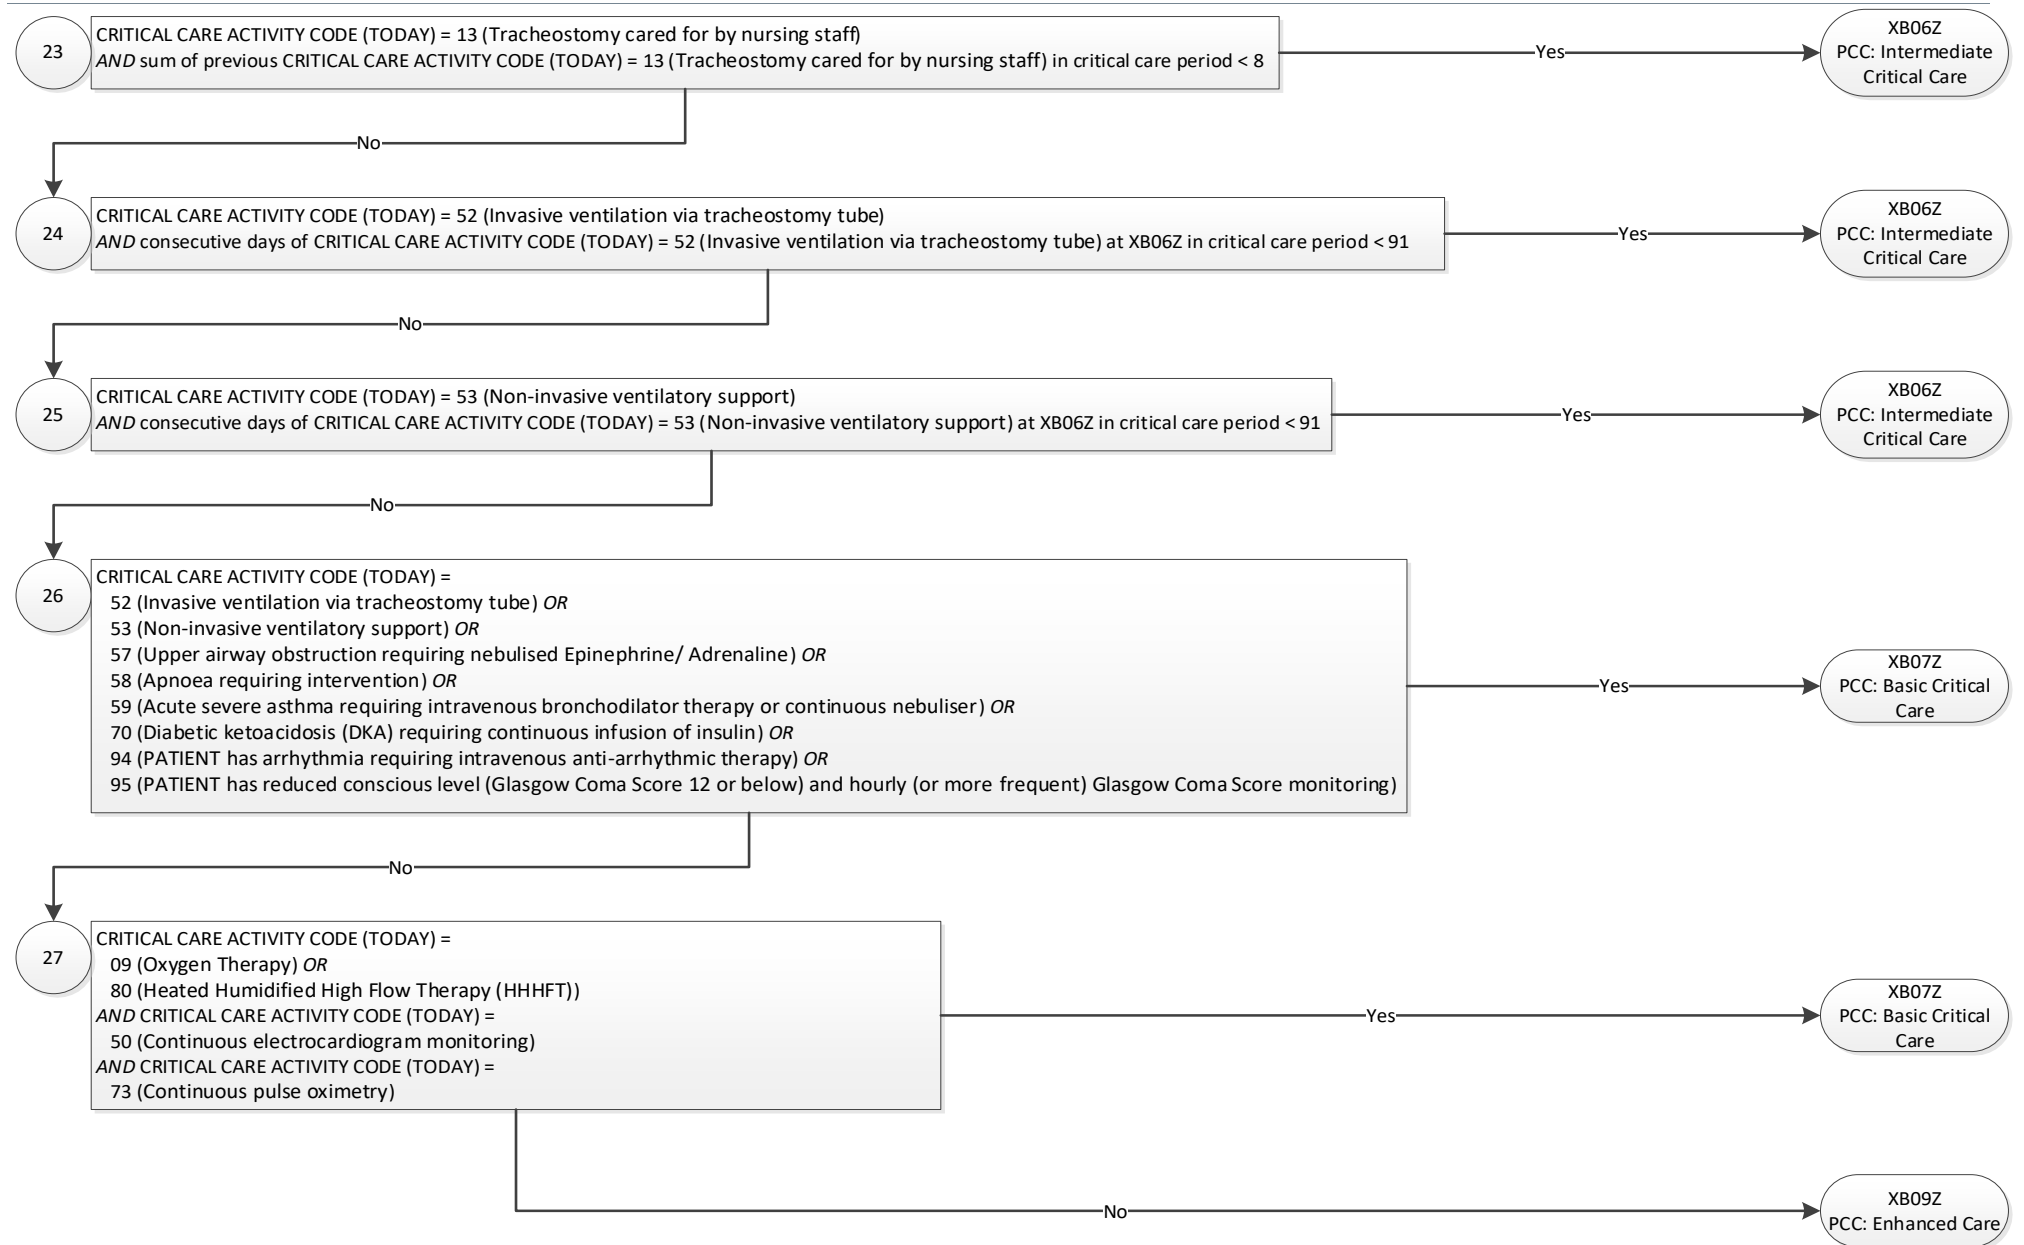 23
CRITICAL CARE ACTIVITY CODE (TODAY) = 13 (Tracheostomy cared for by nursing staff)
AND sum of previous CRITICAL CARE ACTIVITY CODE (TODAY) = 13 (Tracheostomy cared for by nursing staff) in critical care period < 8
Yes
XB06Z
PCC: Intermediate
Critical Care
No
24
CRITICAL CARE ACTIVITY CODE (TODAY) = 52 (Invasive ventilation via tracheostomy tube)
AND consecutive days of CRITICAL CARE ACTIVITY CODE (TODAY) = 52 (Invasive ventilation via tracheostomy tube) at XB06Z in critical care period < 91
Yes
XB06Z
PCC: Intermediate
Critical Care
No
25
CRITICAL CARE ACTIVITY CODE (TODAY) = 53 (Non-invasive ventilatory support)
AND consecutive days of CRITICAL CARE ACTIVITY CODE (TODAY) = 53 (Non-invasive ventilatory support) at XB06Z in critical care period < 91
Yes
XB06Z
PCC: Intermediate
Critical Care
No
26
CRITICAL CARE ACTIVITY CODE (TODAY) =
52 (Invasive ventilation via tracheostomy tube) OR
53 (Non-invasive ventilatory support) OR
57 (Upper airway obstruction requiring nebulised Epinephrine/ Adrenaline) OR
58 (Apnoea requiring intervention) OR
59 (Acute severe asthma requiring intravenous bronchodilator therapy or continuous nebuliser) OR
70 (Diabetic ketoacidosis (DKA) requiring continuous infusion of insulin) OR
94 (PATIENT has arrhythmia requiring intravenous anti-arrhythmic therapy) OR
95 (PATIENT has reduced conscious level (Glasgow Coma Score 12 or below) and hourly (or more frequent) Glasgow Coma Score monitoring)
Yes
XB07Z
PCC: Basic Critical
Care
No
27
CRITICAL CARE ACTIVITY CODE (TODAY) =
09 (Oxygen Therapy) OR
80 (Heated Humidified High Flow Therapy (HHHFT))
AND CRITICAL CARE ACTIVITY CODE (TODAY) =
50 (Continuous electrocardiogram monitoring)
AND CRITICAL CARE ACTIVITY CODE (TODAY) =
73 (Continuous pulse oximetry)
Yes
XB07Z
PCC: Basic Critical
Care
No
XB09Z
PCC: Enhanced Care